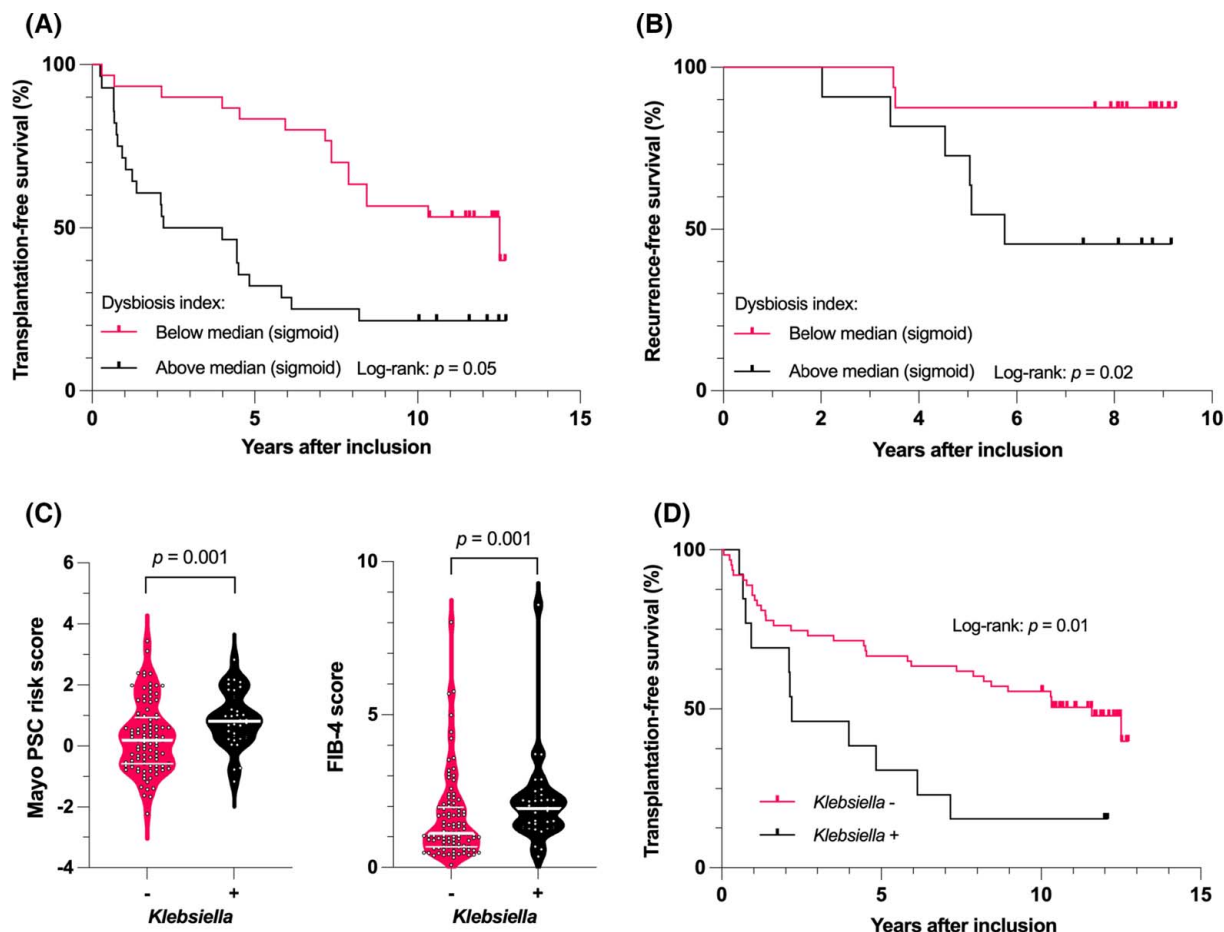 (A)
Transplantation-free survival (%)
100
50
0
Dysbiosis index:
Below median (sigmoid)
Above median (sigmoid) Log-rank: p = 0.05
0 5 10 15
Years after inclusion
(B)
Recurrence-free survival (%)
100
50
0
Dysbiosis index:
Below median (sigmoid)
Above median (sigmoid) Log-rank: p = 0.02
0 2 4 6 8 10
Years after inclusion
(C)
Mayo PSC risk score
p = 0.001
6
4
2
0
-2
-4
- +
Klebsiella
FIB-4 score
p = 0.001
10
5
0
- +
Klebsiella
(D)
Transplantation-free survival (%)
100
50
0
Log-rank: p = 0.01
Klebsiella -
Klebsiella +
0 5 10 15
Years after inclusion